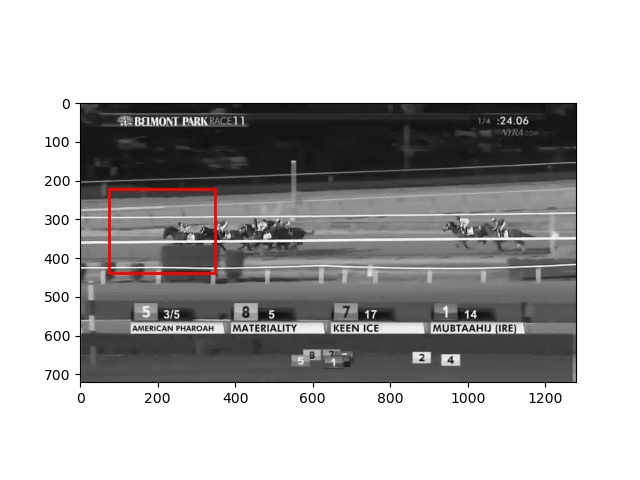 BELMONT PARK RACE 11
1/4 :24.06
NYRA.com
5 3/5 8 5 7 17 1 14
AMERICAN PHAROAH MATERIALITY KEEN ICE MUBTAAHIJ (IRE)
5 8 1 2 4
0
100
200
300
400
500
600
700
0 200 400 600 800 1000 1200